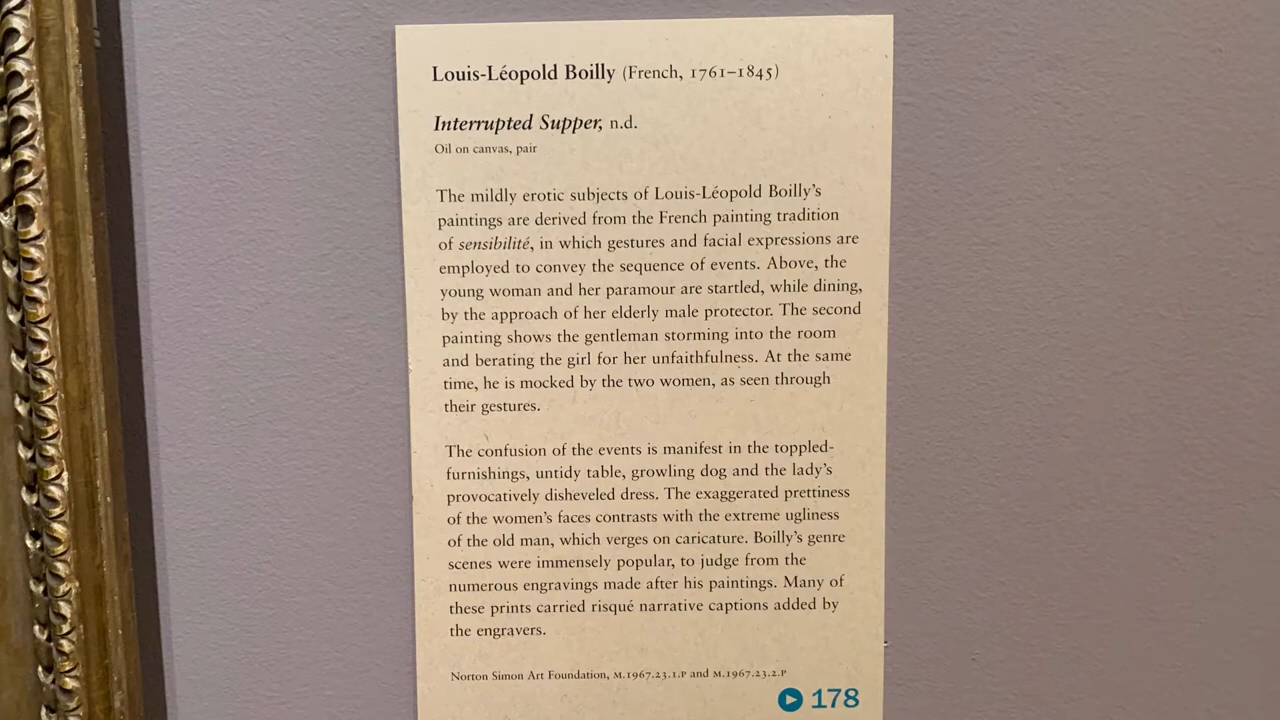 Louis-Léopold Boilly (French, 1761–1845)
Interrupted Supper, n.d.
Oil on canvas, pair
The mildly erotic subjects of Louis-Léopold Boilly's
paintings are derived from the French painting tradition
of sensibilité, in which gestures and facial expressions are
employed to convey the sequence of events. Above, the
young woman and her paramour are startled, while dining,
by the approach of her elderly male protector. The second
painting shows the gentleman storming into the room
and berating the girl for her unfaithfulness. At the same
time, he is mocked by the two women, as seen through
their gestures.
The confusion of the events is manifest in the toppled-
furnishings, untidy table, growling dog and the lady's
provocatively disheveled dress. The exaggerated prettiness
of the women's faces contrasts with the extreme ugliness
of the old man, which verges on caricature. Boilly's genre
scenes were immensely popular, to judge from the
numerous engravings made after his paintings. Many of
these prints carried risqué narrative captions added by
the engravers.
Norton Simon Art Foundation, M.1967.23.1.P and M.1967.23.2.P
178